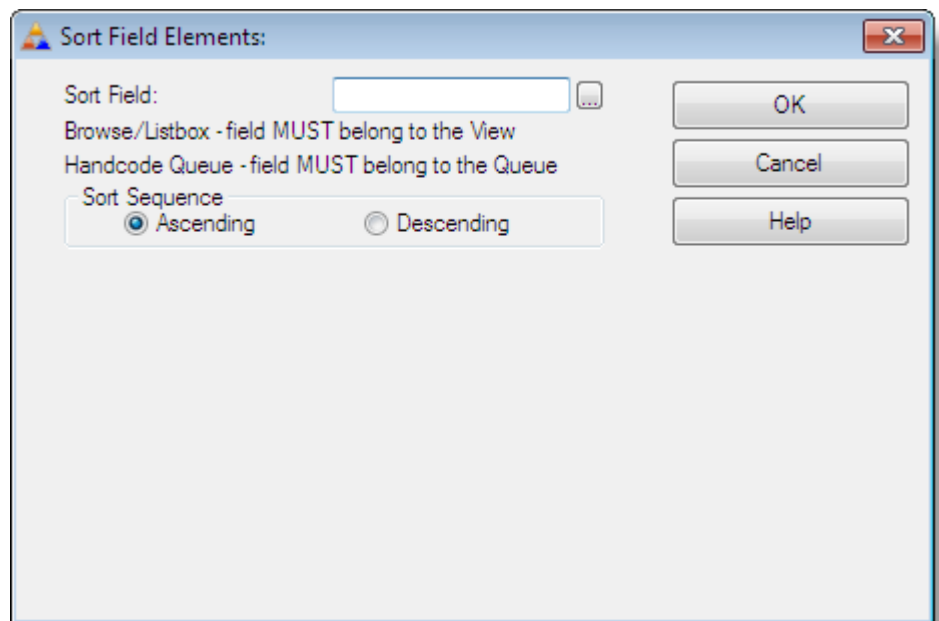 Sort Field Elements:
Sort Field:
...
OK
Browse/Listbox - field MUST belong to the View
Handcode Queue - field MUST belong to the Queue
Cancel
Sort Sequence
Ascending Descending
Help